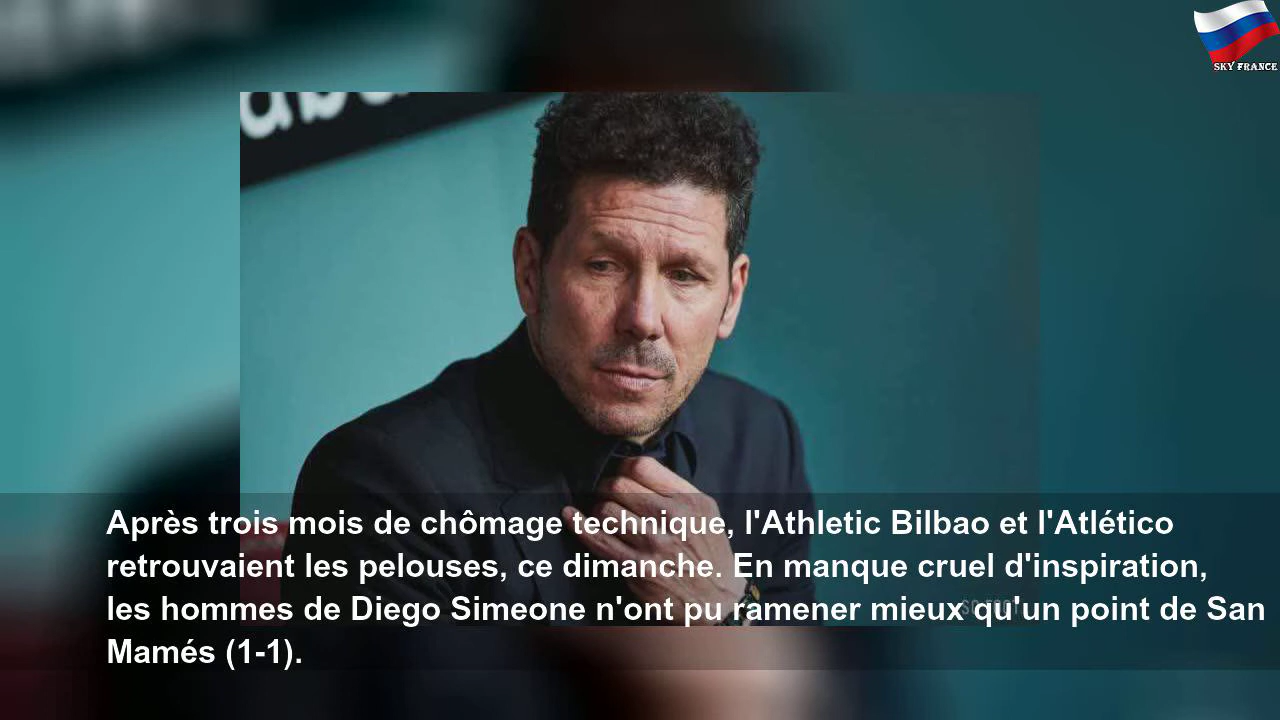 SKY FRANCE
Après trois mois de chômage technique, l'Athletic Bilbao et l'Atlético
retrouvaient les pelouses, ce dimanche. En manque cruel d'inspiration,
les hommes de Diego Simeone n'ont pu ramener mieux qu'un point de San
Mamés (1-1).